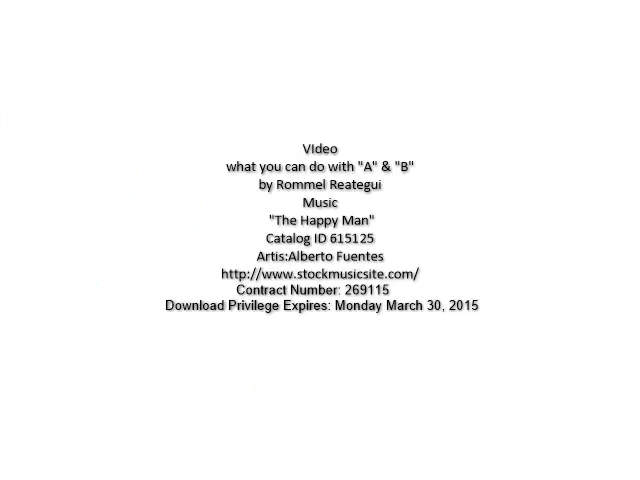 VIdeo
what you can do with "A" & "B"
by Rommel Reategui
Music
"The Happy Man"
Catalog ID 615125
Artis:Alberto Fuentes
http://www.stockmusicsite.com/
Contract Number: 269115
Download Privilege Expires: Monday March 30, 2015